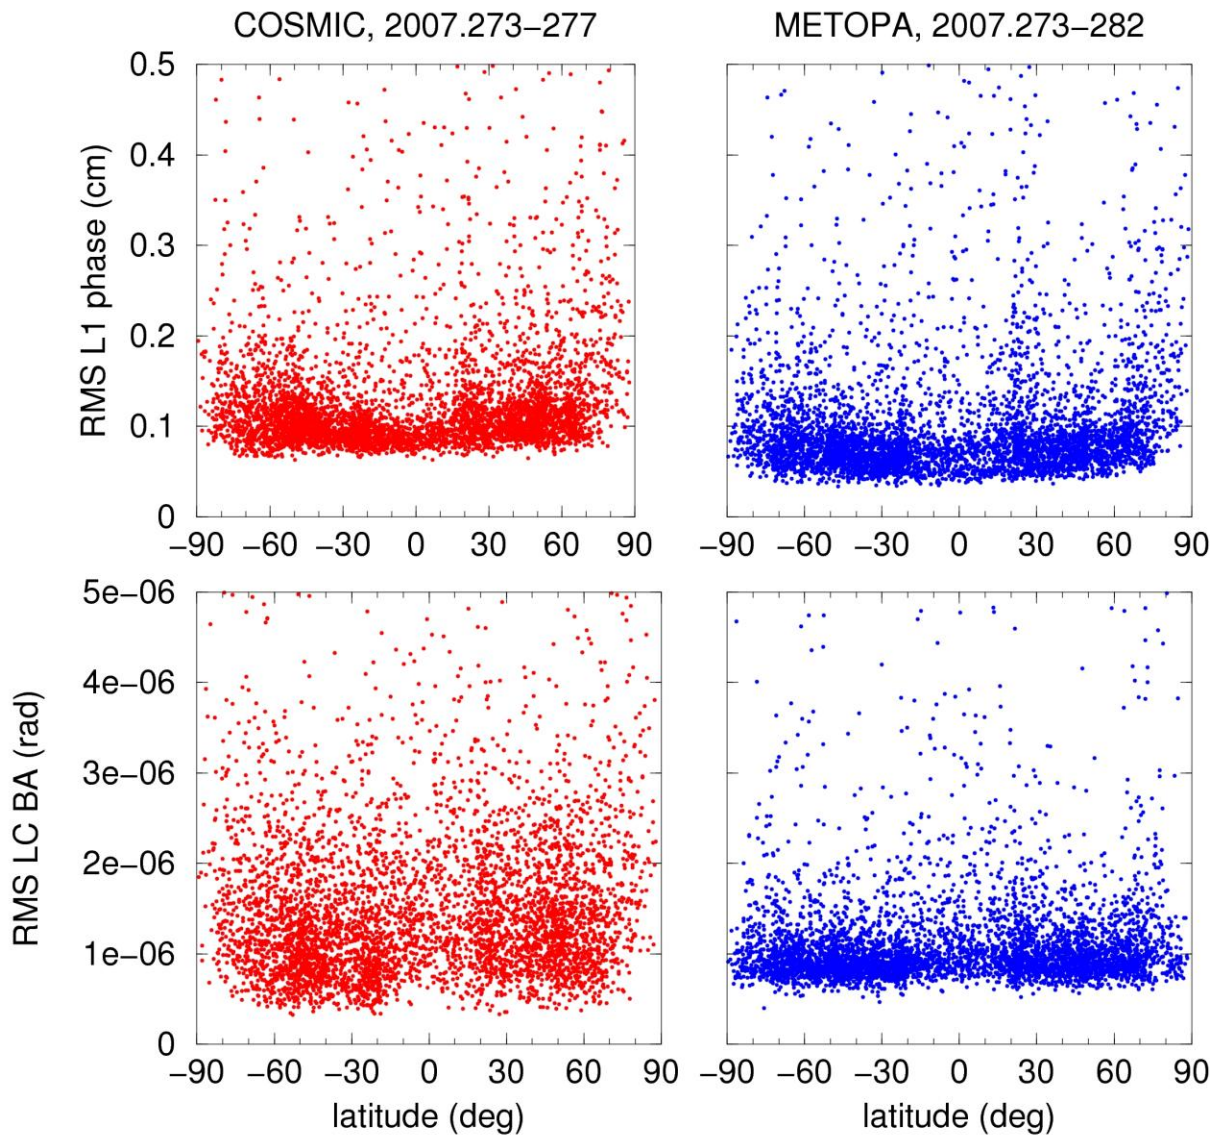 COSMIC, 2007.273−277
METOPA, 2007.273−282
RMS L1 phase (cm)
0.5
0.4
0.3
0.2
0.1
0
−90 −60 −30 0 30 60 90
−90 −60 −30 0 30 60 90
RMS LC BA (rad)
5e−06
4e−06
3e−06
2e−06
1e−06
0
−90 −60 −30 0 30 60 90
−90 −60 −30 0 30 60 90
latitude (deg)
latitude (deg)